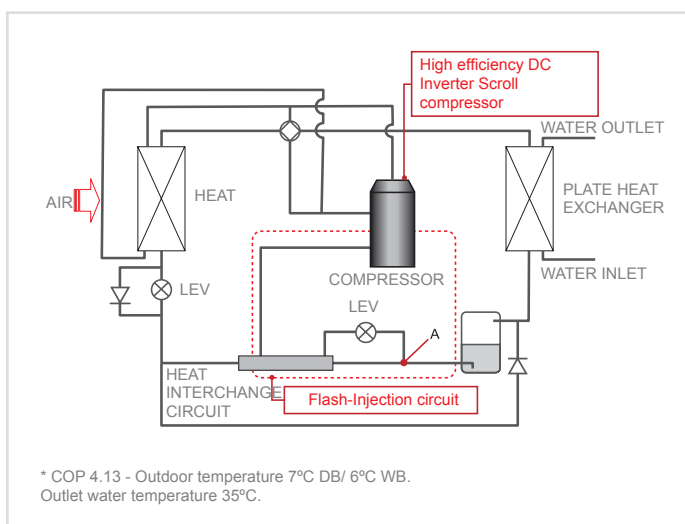 High efficiency DC
Inverter Scroll
compressor
WATER OUTLET
AIR
HEAT
PLATE HEAT
EXCHANGER
WATER INLET
COMPRESSOR
LEV
LEV
A
HEAT
INTERCHANGE
CIRCUIT
Flash-Injection circuit
* COP 4.13 - Outdoor temperature 7ºC DB/ 6ºC WB.
Outlet water temperature 35ºC.